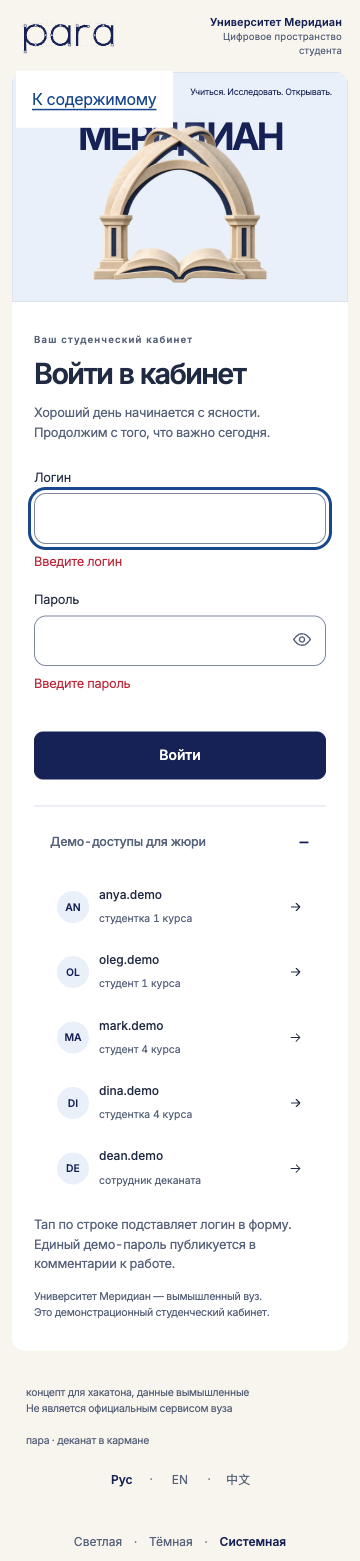 para
Университет Меридиан
Цифровое пространство
студента
К содержимому
Учиться. Исследовать. Открывать.
МЕРИДИАН
Ваш студенческий кабинет
Войти в кабинет
Хороший день начинается с ясности.
Продолжим с того, что важно сегодня.
Логин
Введите логин
Пароль
Введите пароль
Войти
Демо-доступы для жюри
AN
anya.demo
студентка 1 курса
OL
oleg.demo
студент 1 курса
MA
mark.demo
студент 4 курса
DI
dina.demo
студентка 4 курса
DE
dean.demo
сотрудник деканата
Тап по строке подставляет логин в форму.
Единый демо-пароль публикуется в
комментарии к работе.
Университет Меридиан — вымышленный вуз.
Это демонстрационный студенческий кабинет.
концепт для хакатона, данные вымышленные
Не является официальным сервисом вуза
пара · деканат в кармане
Рус · EN · 中文
Светлая · Тёмная · Системная